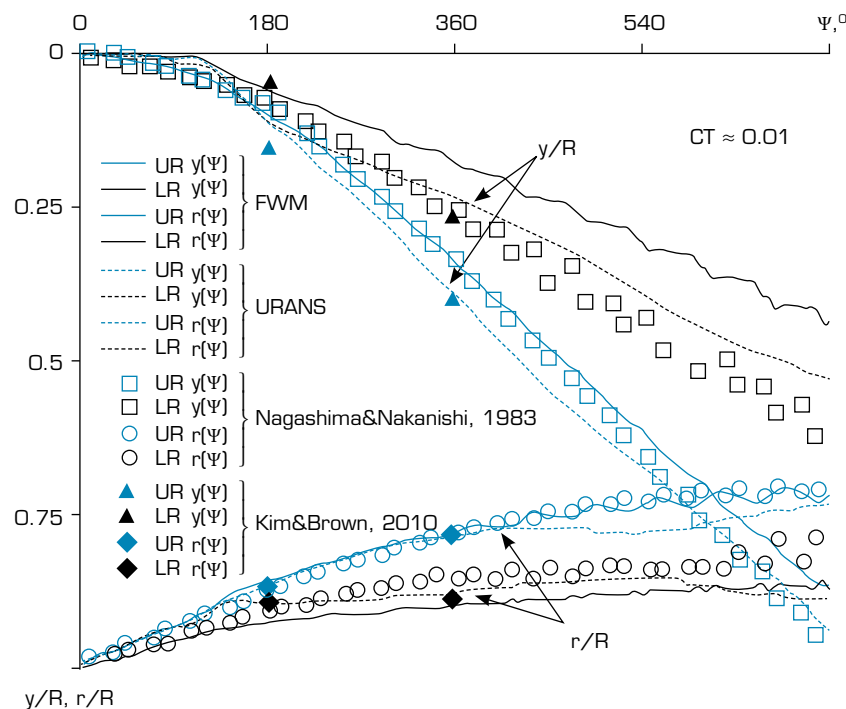 0 180 360 540 Ψ,⁰
0
0.25
0.5
0.75
CT ≈ 0.01
y/R
UR y(Ψ)
LR y(Ψ)
UR r(Ψ)
LR r(Ψ)
FWM
UR y(Ψ)
LR y(Ψ)
UR r(Ψ)
LR r(Ψ)
URANS
UR y(Ψ)
LR y(Ψ)
UR r(Ψ)
LR r(Ψ)
Nagashima&Nakanishi, 1983
UR y(Ψ)
LR y(Ψ)
UR r(Ψ)
LR r(Ψ)
Kim&Brown, 2010
r/R
y/R, r/R